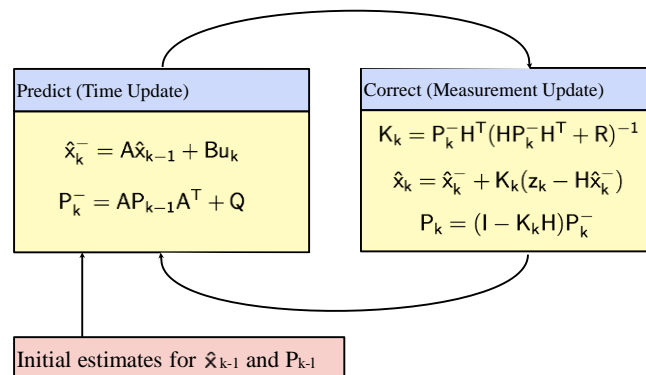 Predict (Time Update)
x̂ₖ⁻ = Ax̂ₖ₋₁ + Buₖ
Pₖ⁻ = APₖ₋₁Aᵀ + Q
Correct (Measurement Update)
Kₖ = Pₖ⁻Hᵀ(HPₖ⁻Hᵀ + R)⁻¹
x̂ₖ = x̂ₖ⁻ + Kₖ(zₖ − Hx̂ₖ⁻)
Pₖ = (I − KₖH)Pₖ⁻
Initial estimates for x̂ₖ₋₁ and Pₖ₋₁